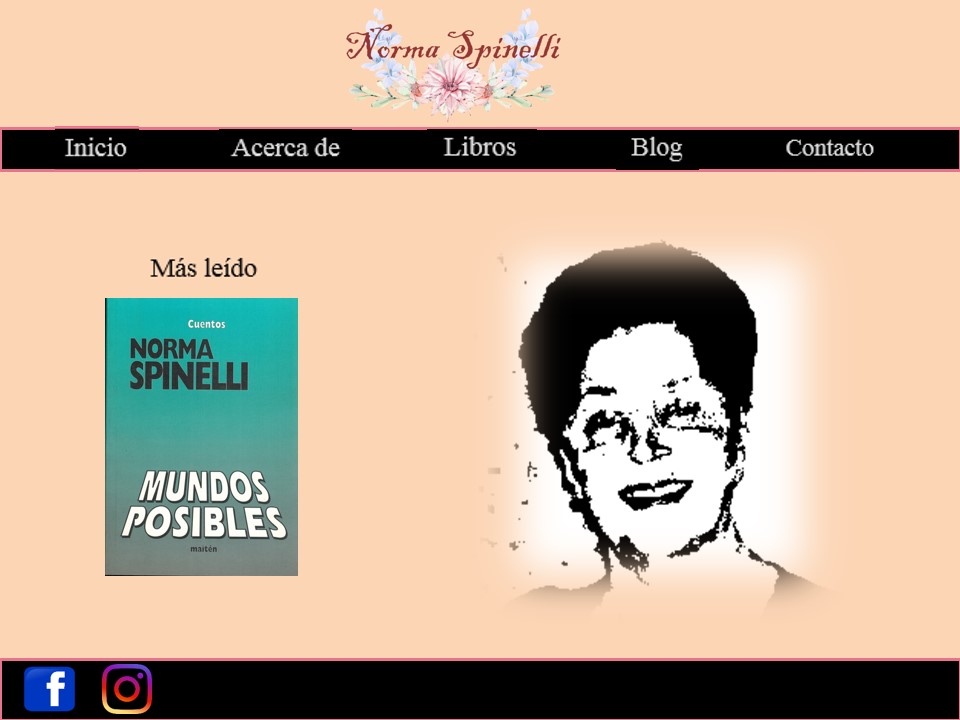 Norma Spinelli
Inicio Acerca de Libros Blog Contacto
Más leído
Cuentos
NORMA
SPINELLI
MUNDOS
POSIBLES
maitén